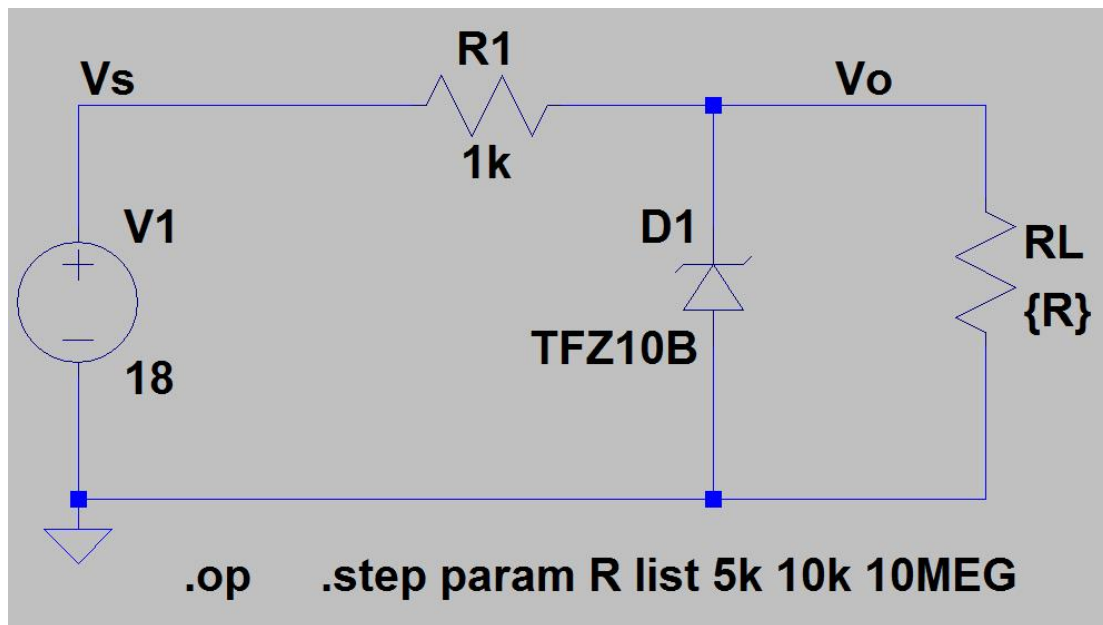 R1
Vs
Vo
1k
V1
D1
RL
{R}
TFZ10B
18
.op .step param R list 5k 10k 10MEG